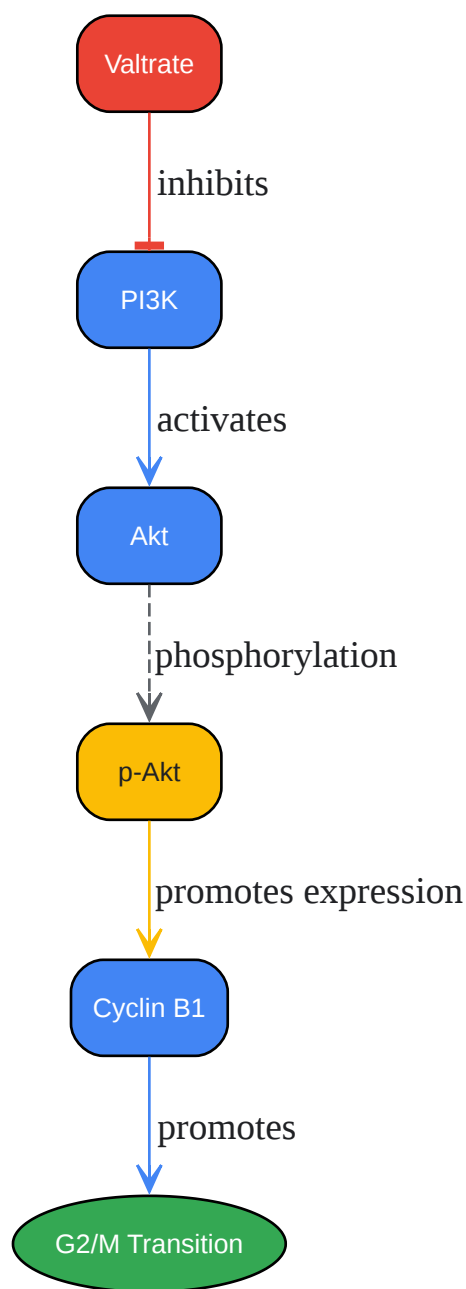 Valtrate
inhibits
PI3K
activates
Akt
phosphorylation
p-Akt
promotes expression
Cyclin B1
promotes
G2/M Transition